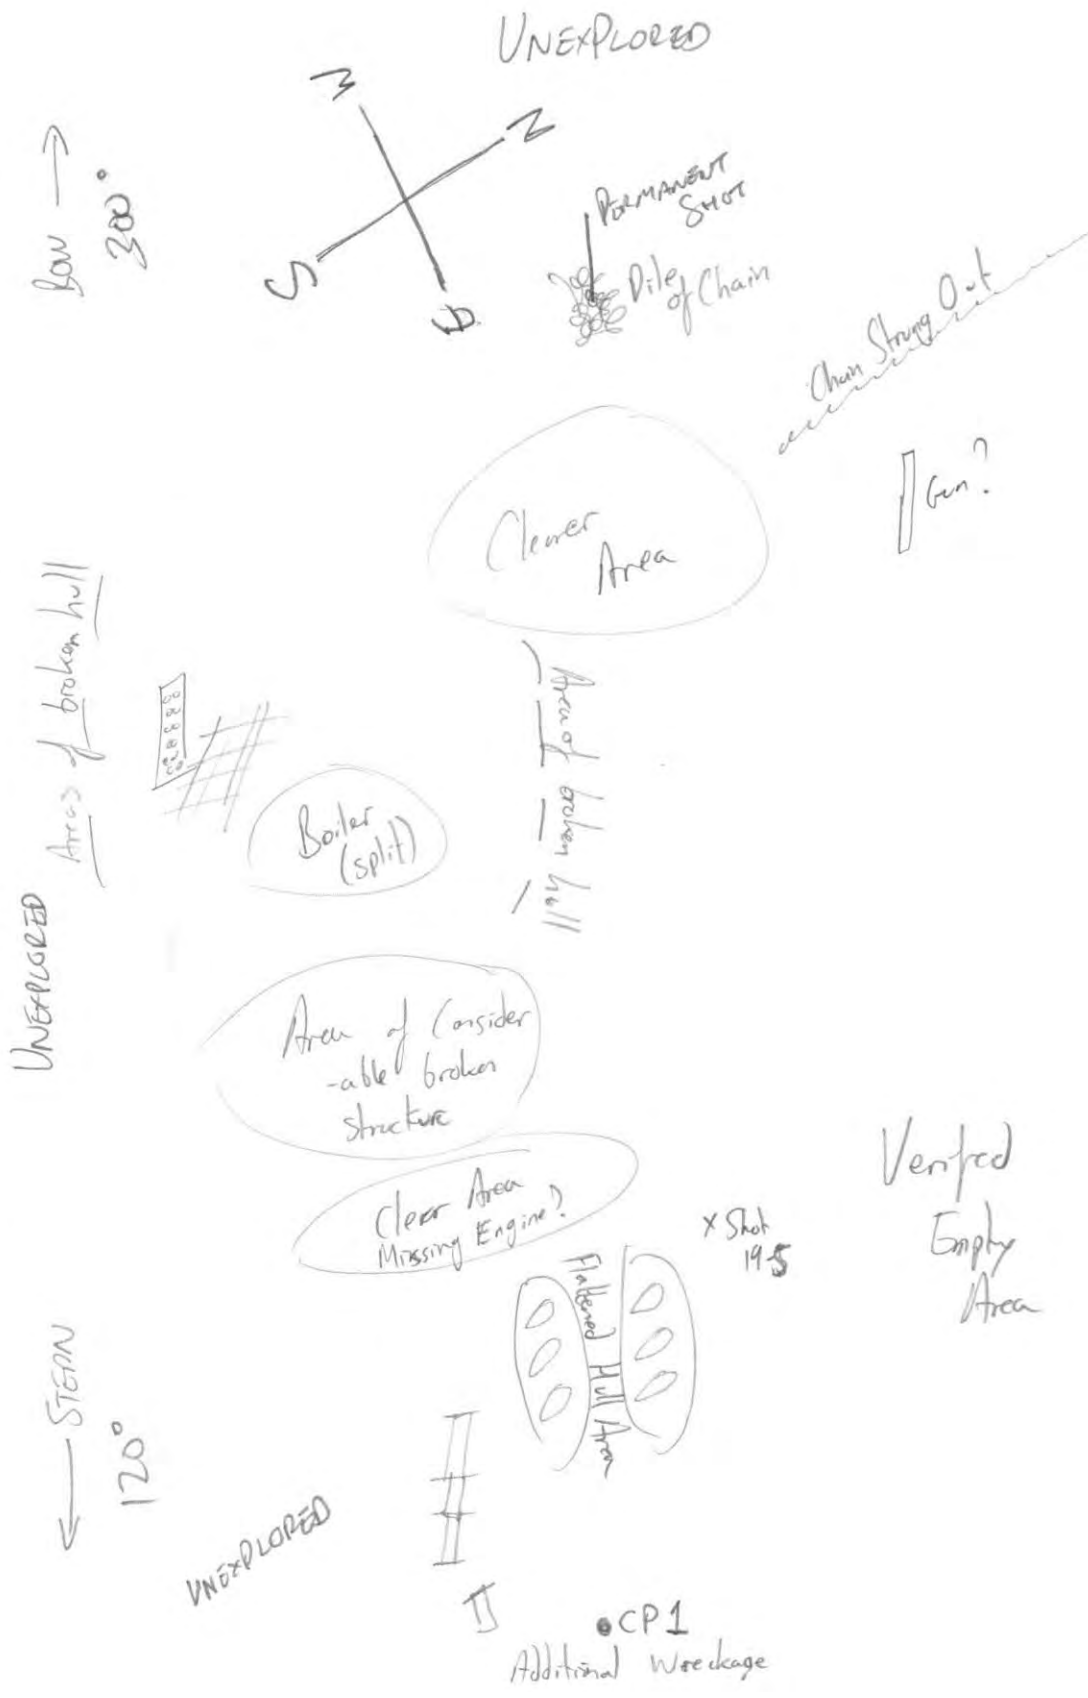 UNEXPLORED
BOW
300°
W
N
S
E
PERMANENT
SHOT
Pile
of Chain
Chain Strung Out
Gun?
Clearer
Area
Areas of broken hull
Area of broken hull
Boiler
(split)
UNEXPLORED
Area of Consider
-able broken
structure
Clear Area
Missing Engine?
x Shot
19-5
Verified
Empty
Area
Flattened Hull Area
STERN
120°
UNEXPLORED
CP1
Additional Wreckage